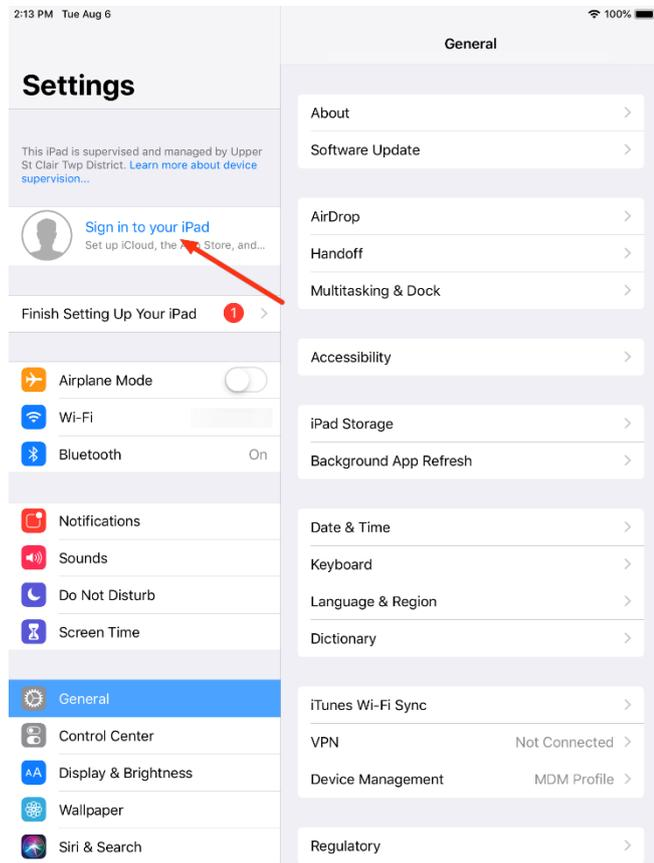 2:13 PM Tue Aug 6
100%
Settings
This iPad is supervised and managed by Upper
St Clair Twp District. Learn more about device
supervision...
Sign in to your iPad
Set up iCloud, the Store, and...
Finish Setting Up Your iPad 1
Airplane Mode
Wi-Fi
Bluetooth On
Notifications
Sounds
Do Not Disturb
Screen Time
General
Control Center
AA Display & Brightness
Wallpaper
Siri & Search
General
About
Software Update
AirDrop
Handoff
Multitasking & Dock
Accessibility
iPad Storage
Background App Refresh
Date & Time
Keyboard
Language & Region
Dictionary
iTunes Wi-Fi Sync
VPN Not Connected
Device Management MDM Profile
Regulatory